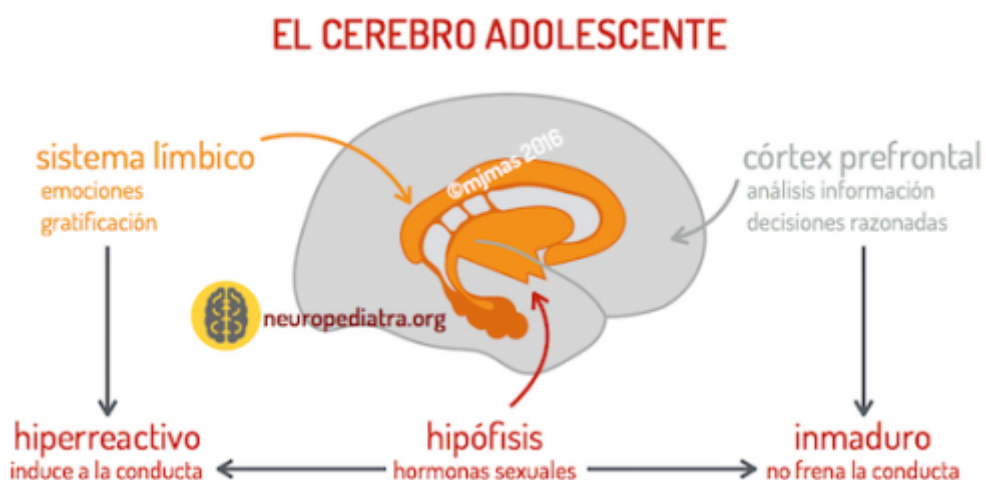 EL CEREBRO ADOLESCENTE
sistema límbico
emociones
gratificación
©mjmas 2016
córtex prefrontal
análisis información
decisiones razonadas
neuropediatra.org
hiperreactivo
induce a la conducta
hipófisis
hormonas sexuales
inmaduro
no frena la conducta